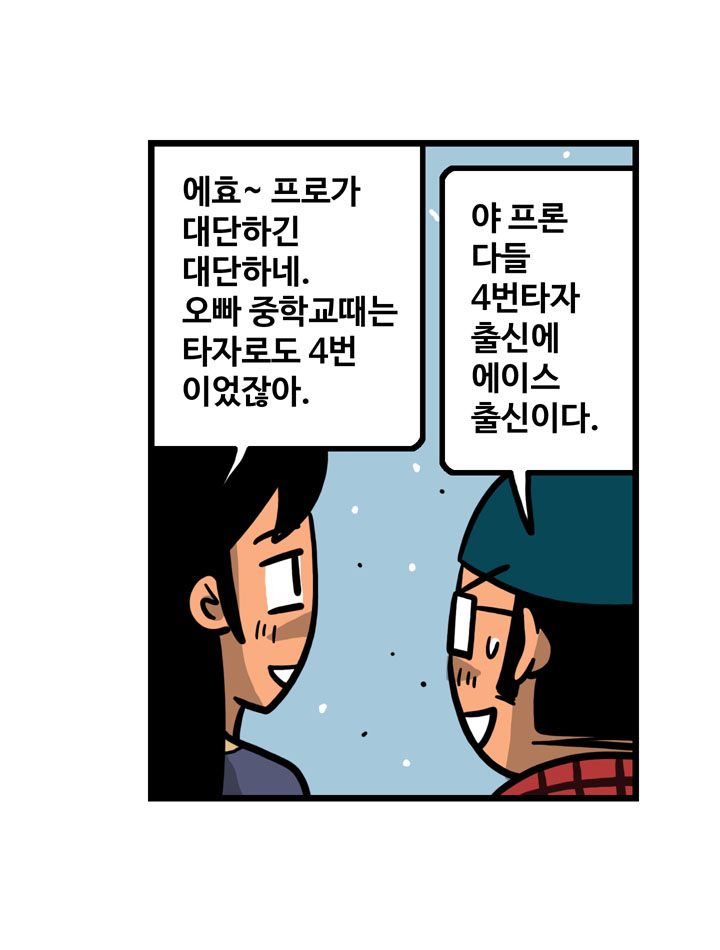 에효~ 프로가
대단하긴
대단하네.
오빠 중학교때는
타자로도 4번
이었잖아.
야 프론
다들
4번타자
출신에
에이스
출신이다.